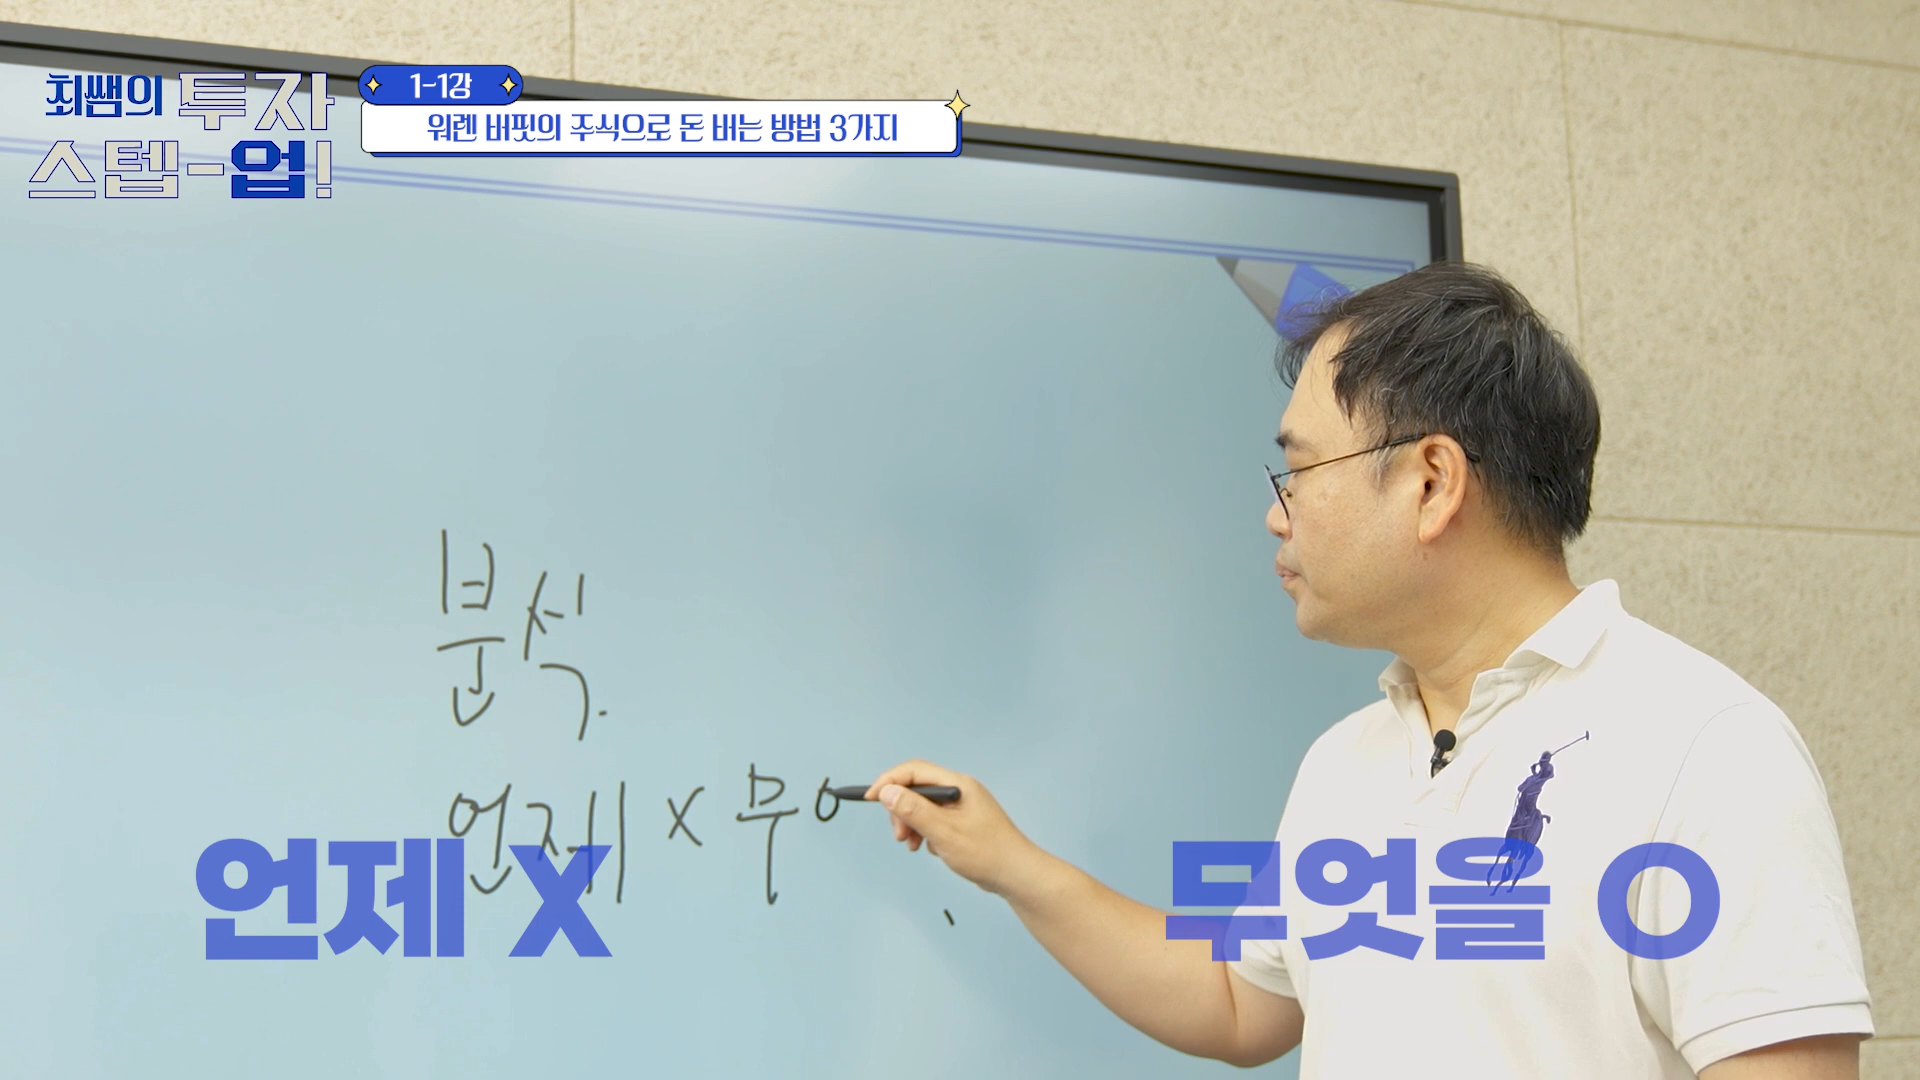 최쌤의 투자
스텝-업!
1-1강
워렌 버핏의 주식으로 돈 버는 방법 3가지
분석.
언제 x 무어
언제 X
무엇을 O